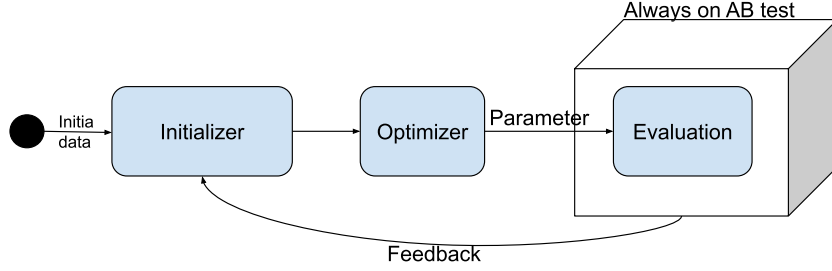 Always on AB test
Initia
data
Initializer
Optimizer
Parameter
Evaluation
Feedback